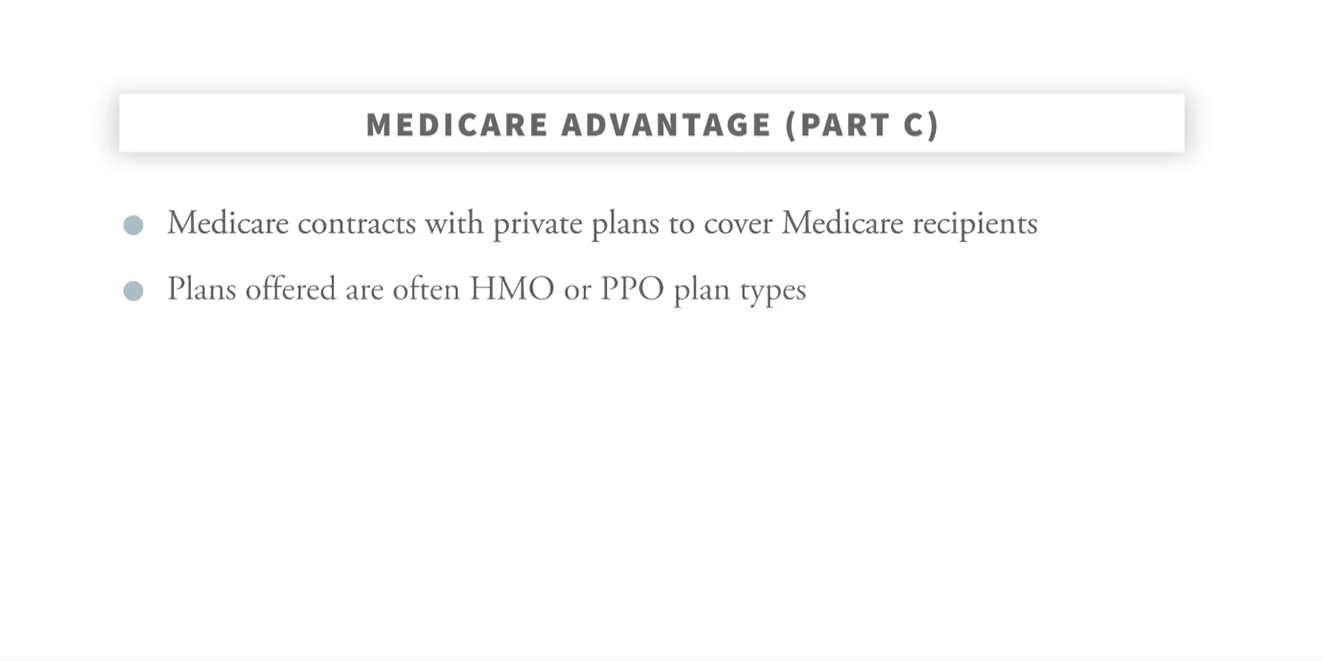 MEDICARE ADVANTAGE (PART C)
Medicare contracts with private plans to cover Medicare recipients
Plans offered are often HMO or PPO plan types